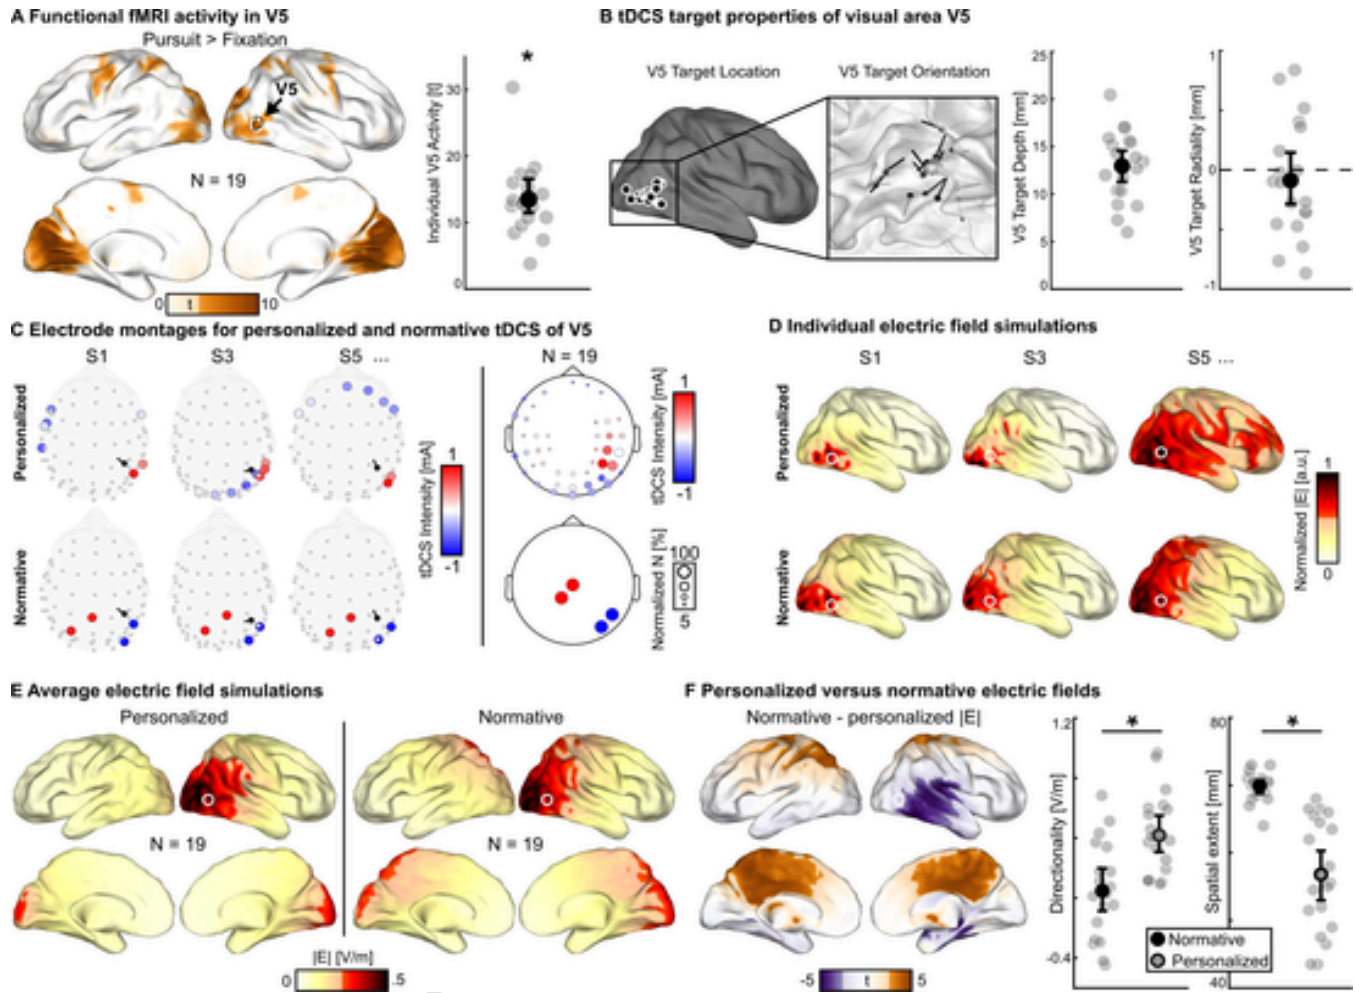 A Functional fMRI activity in V5
Pursuit > Fixation
V5
N = 19
0 t 10
Individual V5 Activity [t]
30
20
10
0
*
B tDCS target properties of visual area V5
V5 Target Location
V5 Target Orientation
V5 Target Depth [mm]
25
20
15
10
5
0
V5 Target Radiality [mm]
1
0
-1
C Electrode montages for personalized and normative tDCS of V5
S1 S3 S5 ...
Personalized
Normative
1
tDCS Intensity [mA]
-1
N = 19
1
tDCS Intensity [mA]
-1
Normalized N [%]
100
5
D Individual electric field simulations
S1 S3 S5 ...
Personalized
Normative
Normalized |E| [a.u.]
1
0
E Average electric field simulations
Personalized
Normative
N = 19
N = 19
|E| [V/m]
0 .5
F Personalized versus normative electric fields
Normative - personalized |E|
-5 t 5
Directionality [V/m]
1.2
-0.4
*
Spatial extent [mm]
80
40
*
Normative
Personalized